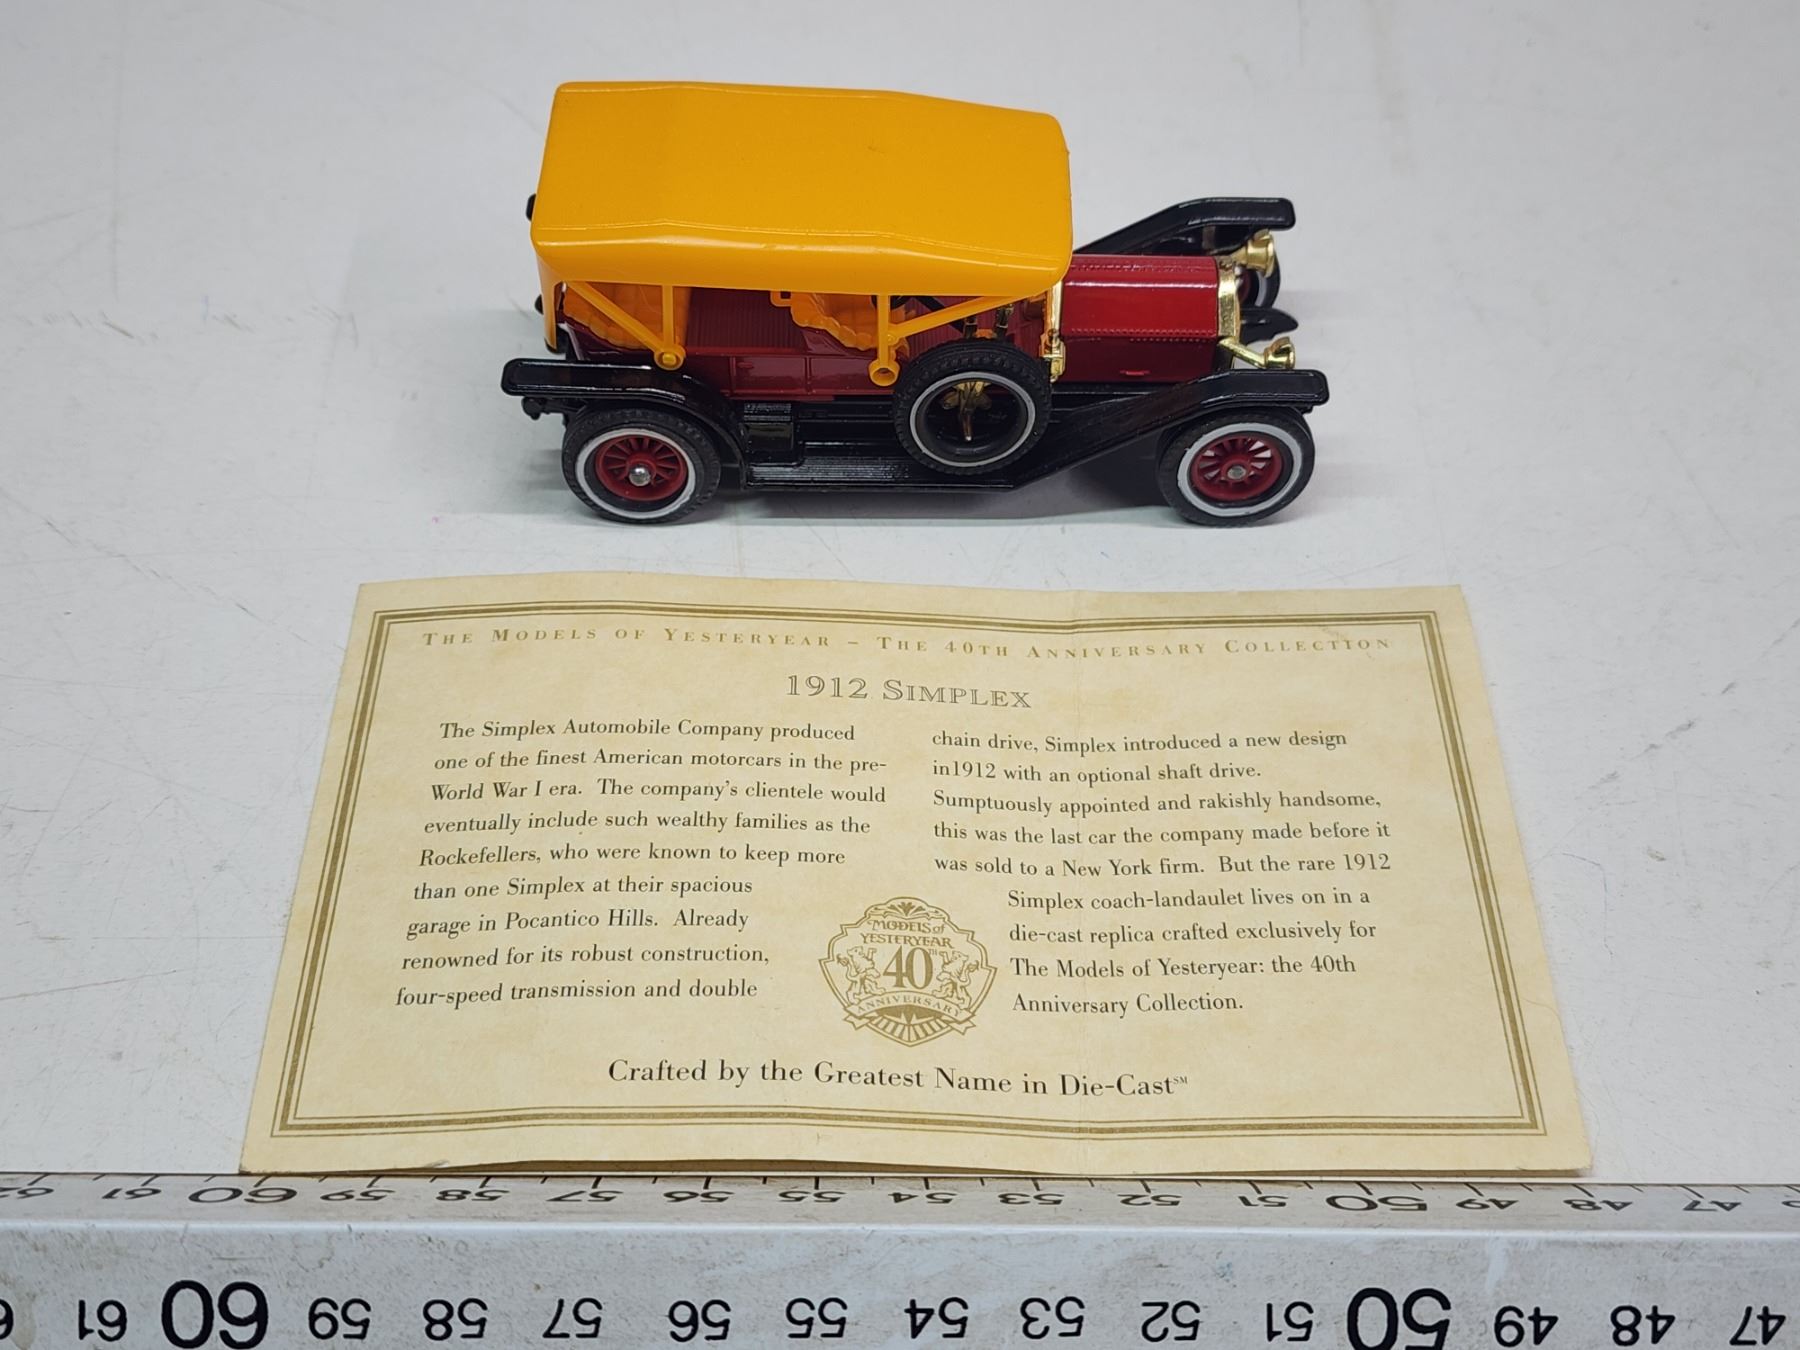 THE MODELS OF YESTERYEAR – THE 40TH ANNIVERSARY COLLECTION
1912 SIMPLEX
The Simplex Automobile Company produced
one of the finest American motorcars in the pre-
World War I era. The company's clientele would
eventually include such wealthy families as the
Rockefellers, who were known to keep more
than one Simplex at their spacious
garage in Pocantico Hills. Already
renowned for its robust construction,
four-speed transmission and double
chain drive, Simplex introduced a new design
in1912 with an optional shaft drive.
Sumptuously appointed and rakishly handsome,
this was the last car the company made before it
was sold to a New York firm. But the rare 1912
Simplex coach-landaulet lives on in a
die-cast replica crafted exclusively for
The Models of Yesteryear: the 40th
Anniversary Collection.
MODELS of
YESTERYEAR
40TH
ANNIVERSARY
Crafted by the Greatest Name in Die-Cast℠
62 61 60 59 58 57 56 55 54 53 52 51 50 49 48 47
61 60 59 58 57 56 55 54 53 52 51 50 49 48 47